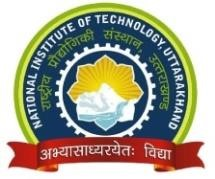 NATIONAL INSTITUTE OF TECHNOLOGY, UTTARAKHAND
राष्ट्रीय प्रौद्योगिकी संस्थान, उत्तराखण्ड
अभ्यासाध्यरयेतः विद्या